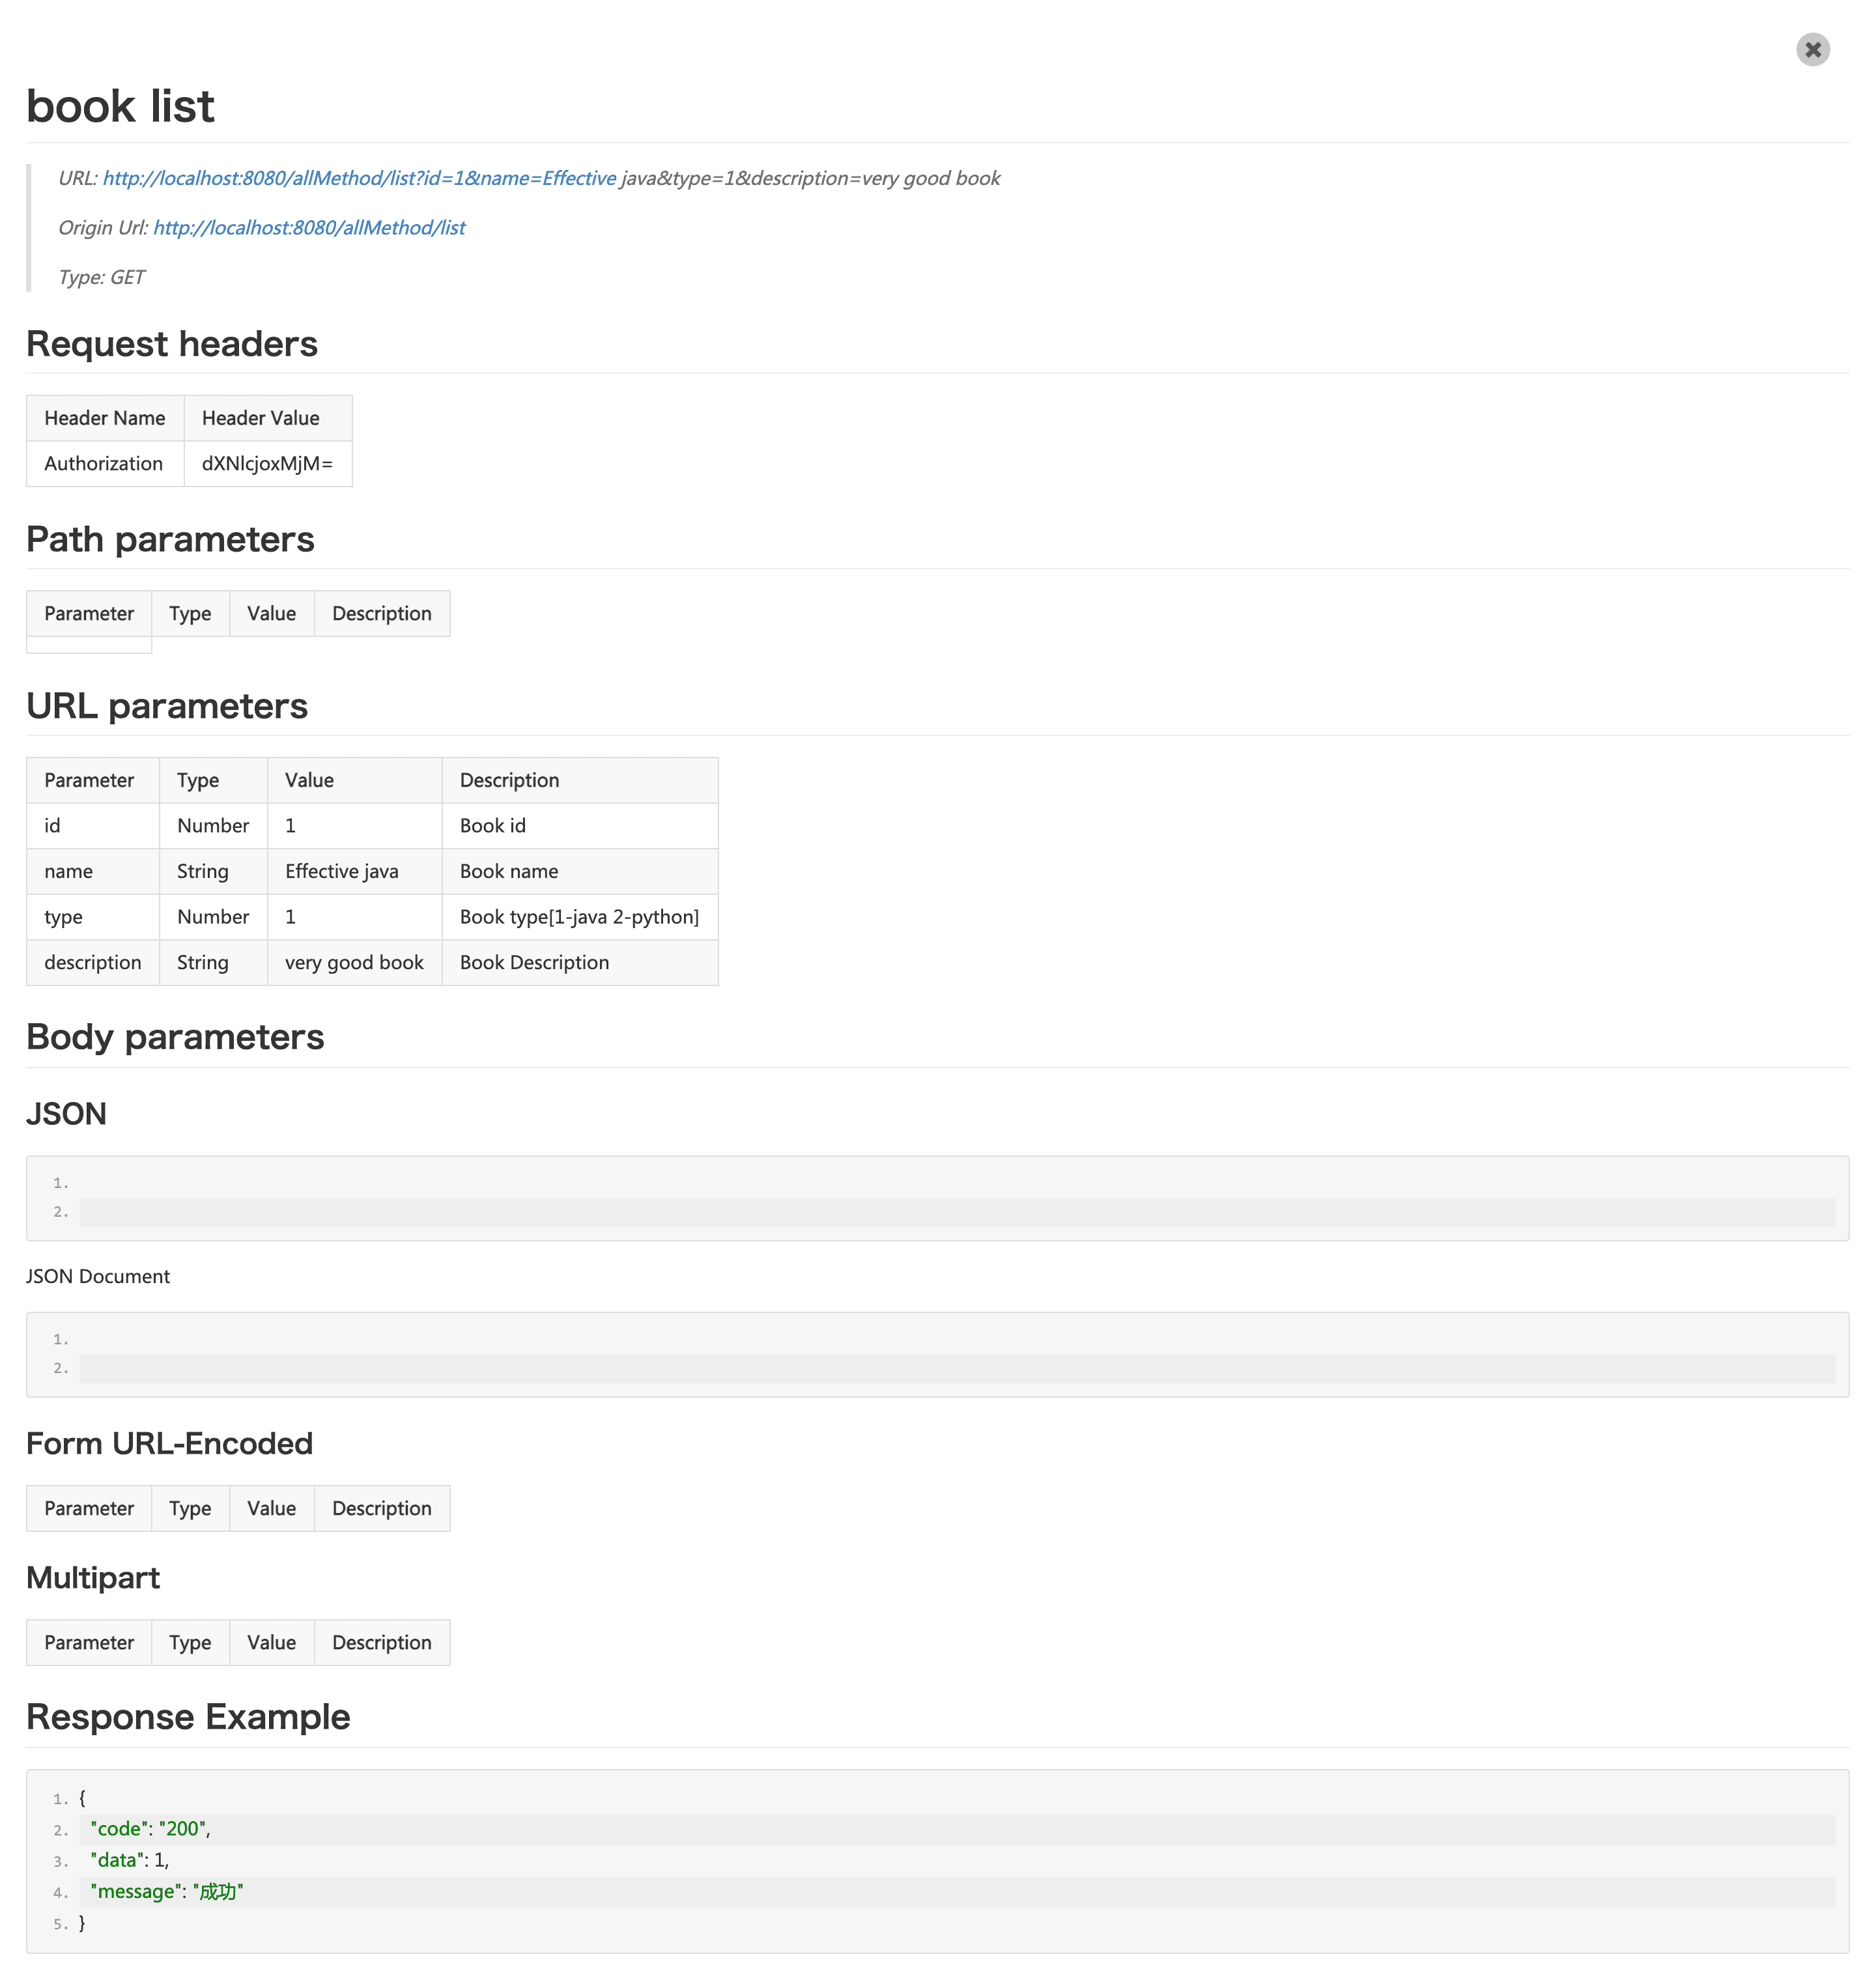 book list
URL: http://localhost:8080/allMethod/list?id=1&name=Effective java&type=1&description=very good book
Origin Url: http://localhost:8080/allMethod/list
Type: GET
Request headers
Header Name Header Value
Authorization dXNlcjoxMjM=
Path parameters
Parameter Type Value Description
URL parameters
Parameter Type Value Description
id Number 1 Book id
name String Effective java Book name
type Number 1 Book type[1-java 2-python]
description String very good book Book Description
Body parameters
JSON
1.
2.
JSON Document
1.
2.
Form URL-Encoded
Parameter Type Value Description
Multipart
Parameter Type Value Description
Response Example
1. {
2. "code": "200",
3. "data": 1,
4. "message": "成功"
5. }